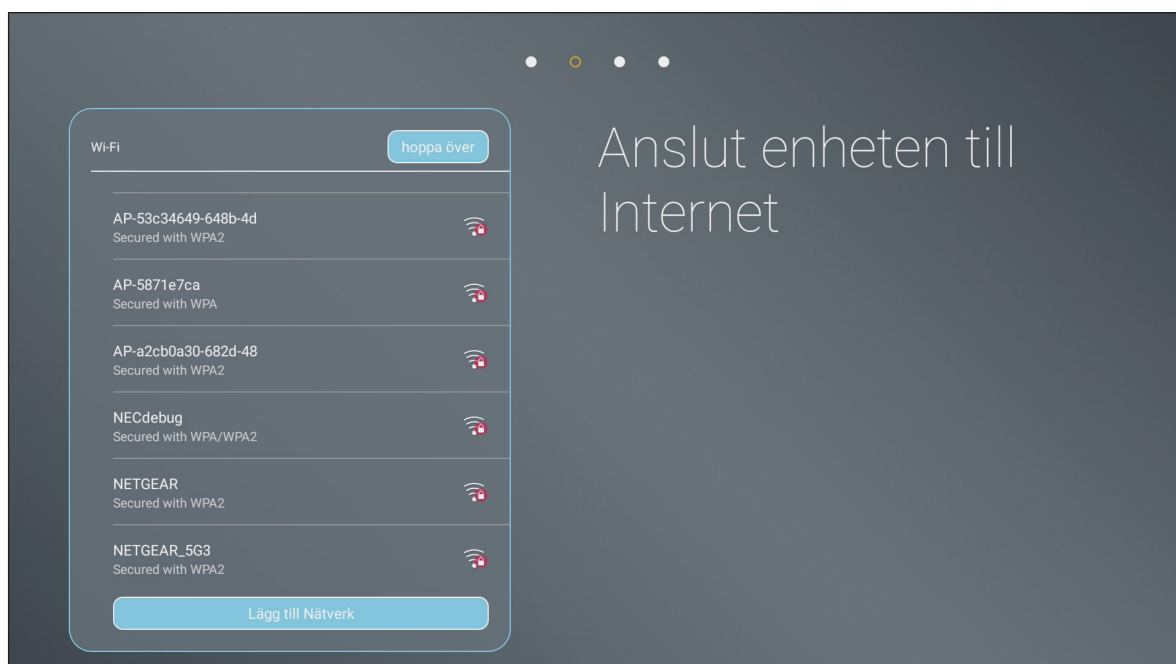 Wi-Fi
hoppa över
AP-53c34649-648b-4d
Secured with WPA2
AP-5871e7ca
Secured with WPA
AP-a2cb0a30-682d-48
Secured with WPA2
NECdebug
Secured with WPA/WPA2
NETGEAR
Secured with WPA2
NETGEAR_5G3
Secured with WPA2
Lägg till Nätverk
Anslut enheten till
Internet